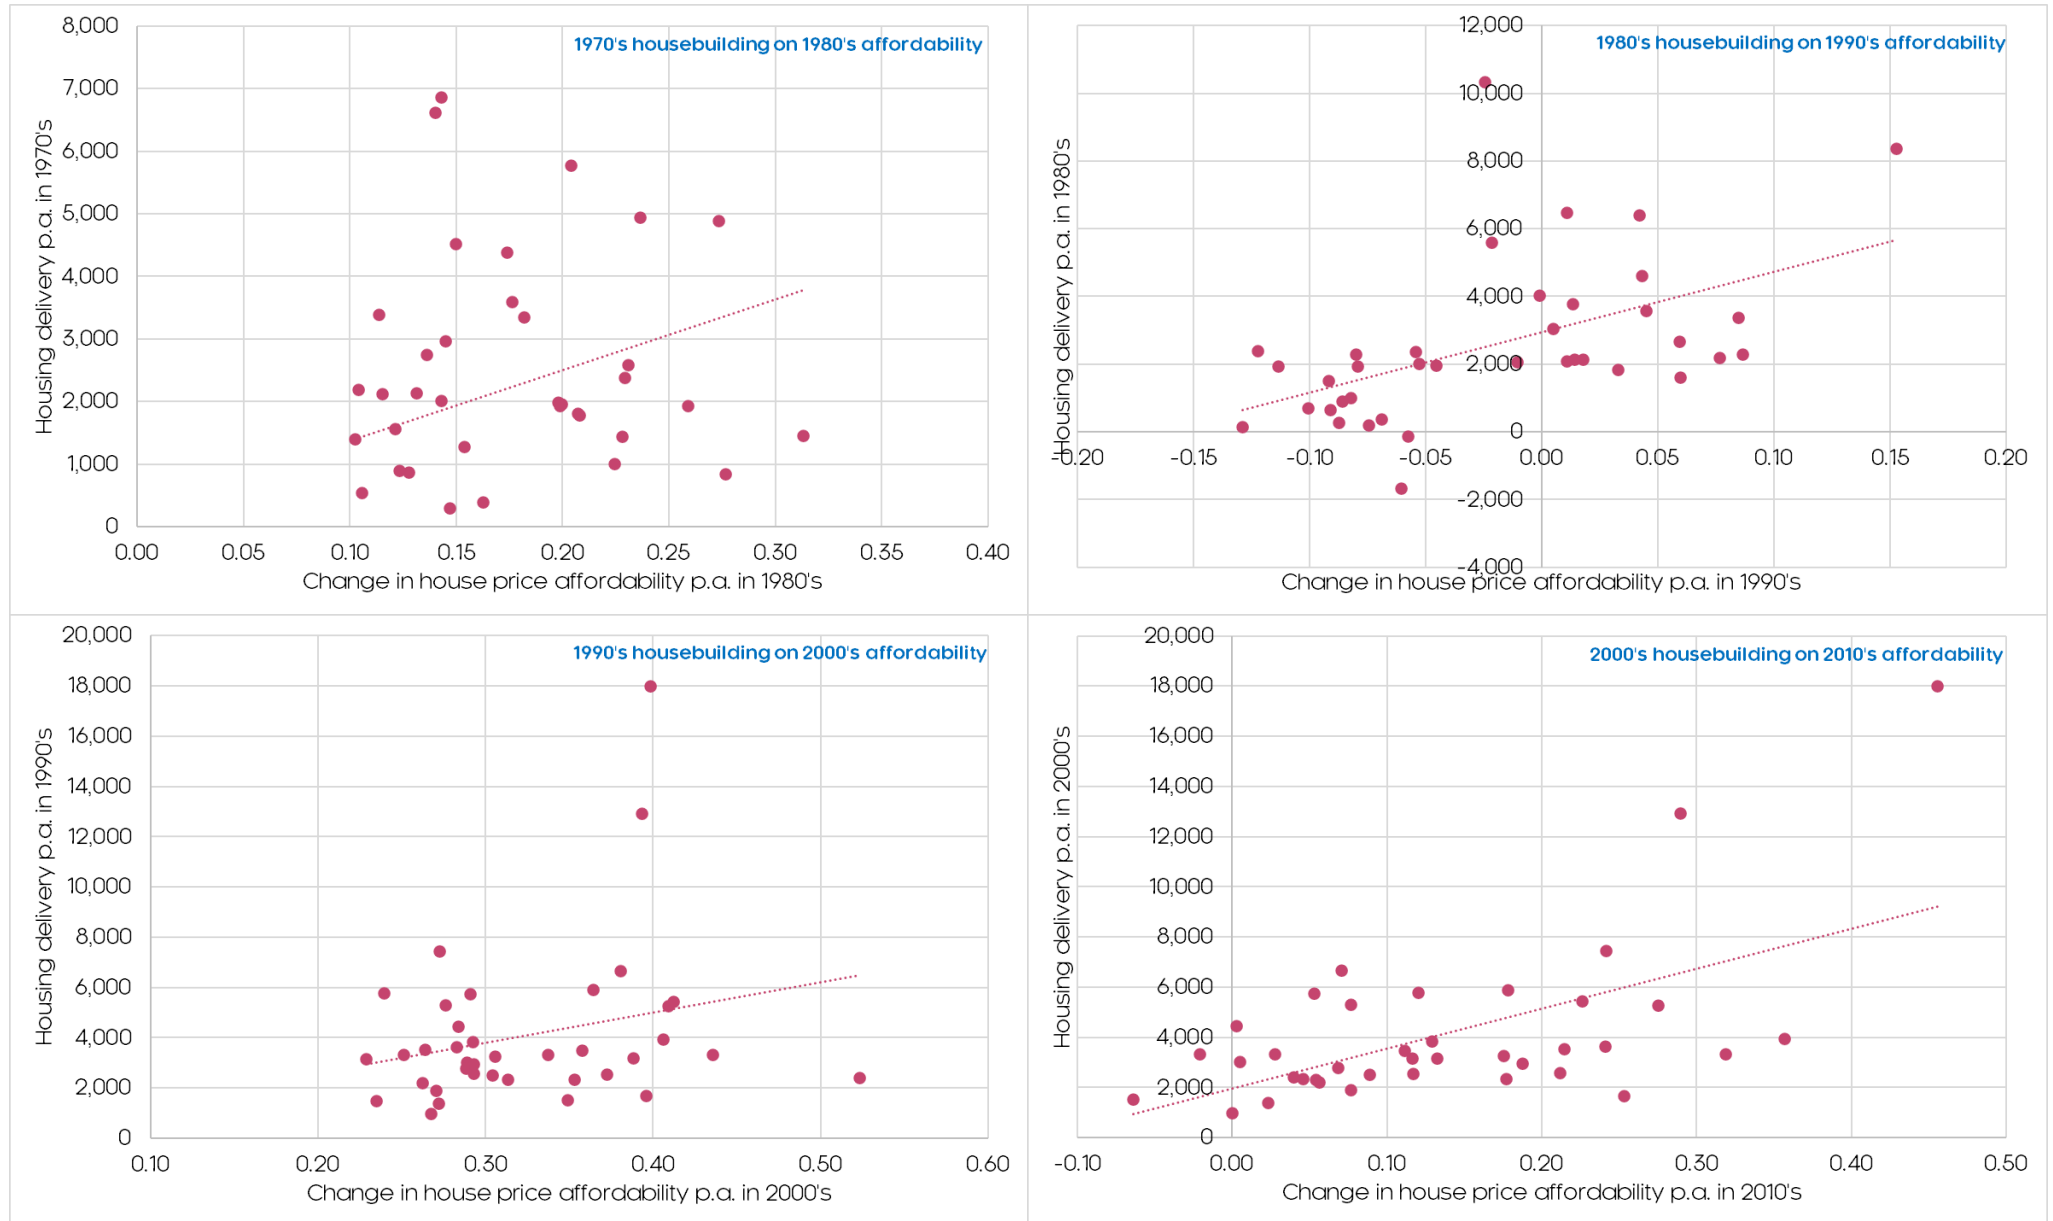 1970's housebuilding on 1980's affordability
Housing delivery p.a. in 1970's
8,000
7,000
6,000
5,000
4,000
3,000
2,000
1,000
0
0.00 0.05 0.10 0.15 0.20 0.25 0.30 0.35 0.40
Change in house price affordability p.a. in 1980's
1980's housebuilding on 1990's affordability
Housing delivery p.a. in 1980's
12,000
10,000
8,000
6,000
4,000
2,000
0
-0.20 -0.15 -0.10 -0.05 0.00 0.05 0.10 0.15 0.20
-2,000
-4,000
Change in house price affordability p.a. in 1990's
1990's housebuilding on 2000's affordability
Housing delivery p.a. in 1990's
20,000
18,000
16,000
14,000
12,000
10,000
8,000
6,000
4,000
2,000
0
0.10 0.20 0.30 0.40 0.50 0.60
Change in house price affordability p.a. in 2000's
2000's housebuilding on 2010's affordability
Housing delivery p.a. in 2000's
20,000
18,000
16,000
14,000
12,000
10,000
8,000
6,000
4,000
2,000
0
-0.10 0.00 0.10 0.20 0.30 0.40 0.50
Change in house price affordability p.a. in 2010's